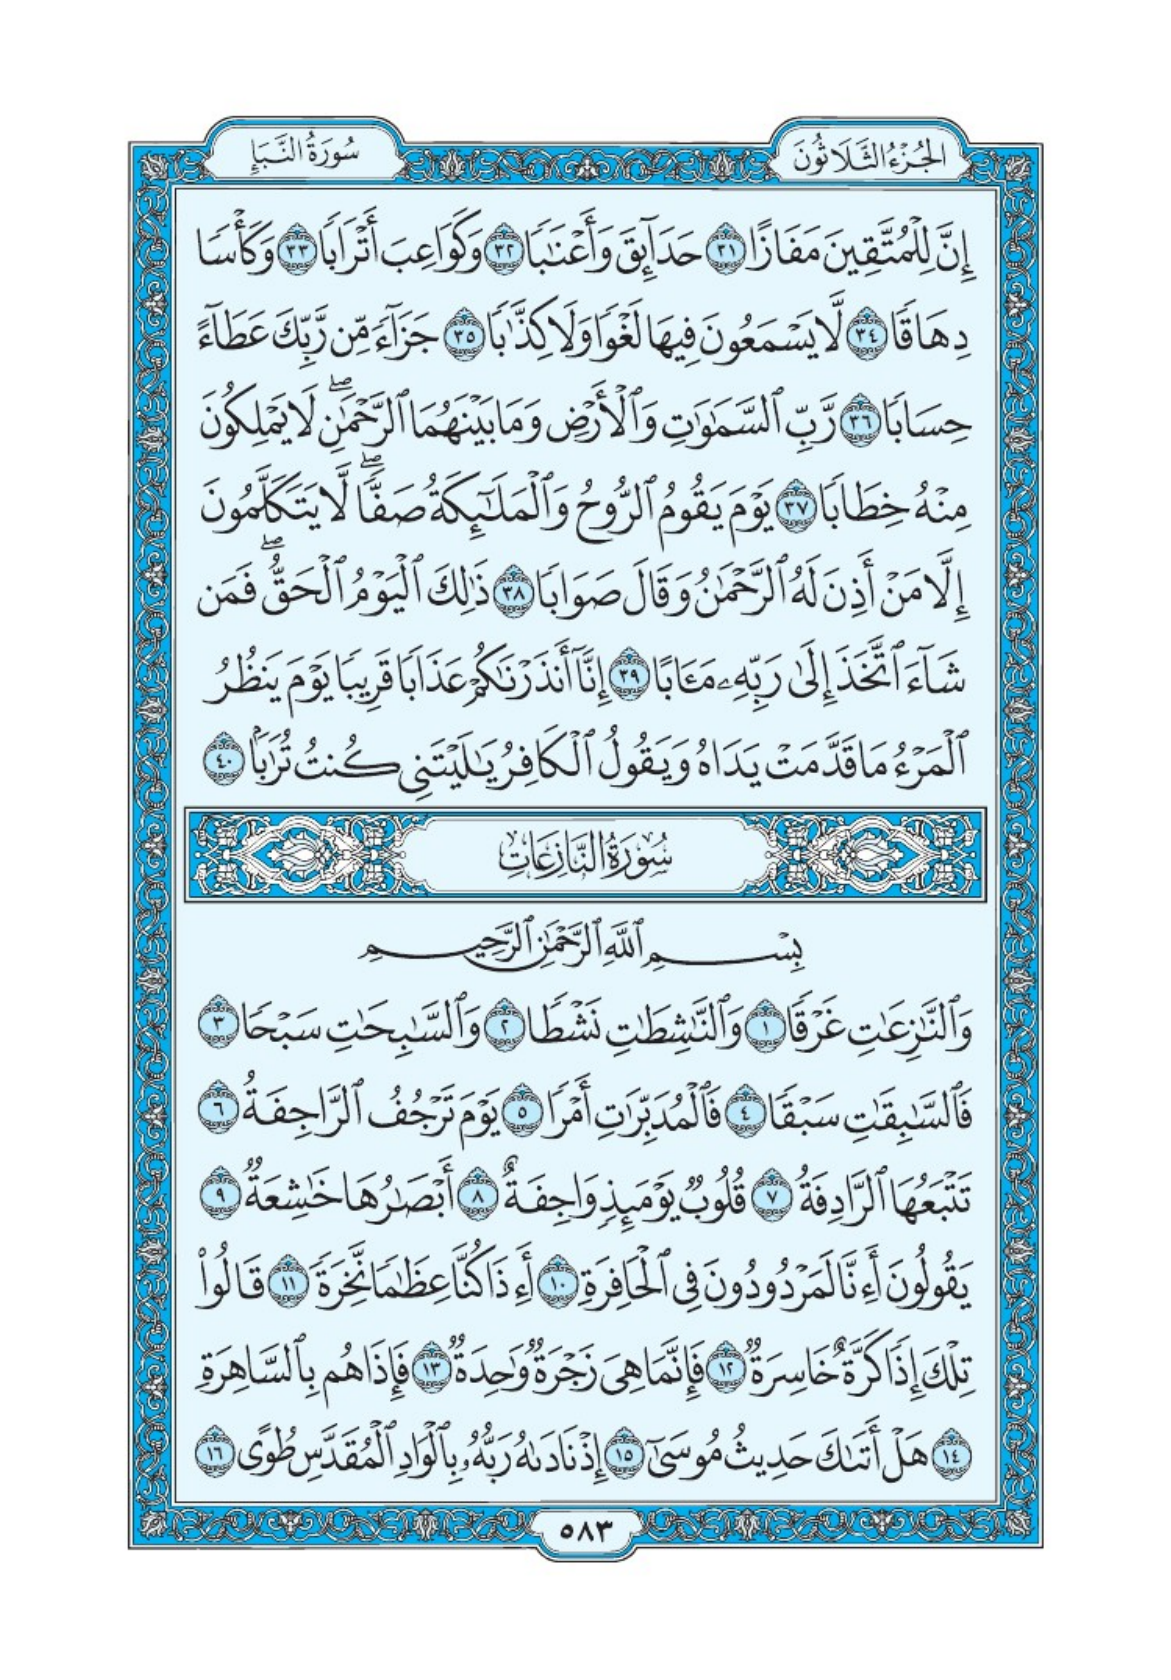 الجُزْءُ الثَّلَاثُونَ
سُورَةُ النَّبَإِ
إِنَّ لِلْمُتَّقِينَ مَفَازًا ٣١ حَدَآئِقَ وَأَعْنَٰبًا ٣٢ وَكَوَاعِبَ أَتْرَابًا ٣٣ وَكَأْسًا
دِهَاقًا ٣٤ لَّا يَسْمَعُونَ فِيهَا لَغْوًا وَلَا كِذَّٰبًا ٣٥ جَزَآءً مِّن رَّبِّكَ عَطَآءً
حِسَابًا ٣٦ رَّبِّ ٱلسَّمَٰوَٰتِ وَٱلْأَرْضِ وَمَا بَيْنَهُمَا ٱلرَّحْمَٰنِۖ لَا يَمْلِكُونَ
مِنْهُ خِطَابًا ٣٧ يَوْمَ يَقُومُ ٱلرُّوحُ وَٱلْمَلَٰٓئِكَةُ صَفًّاۖ لَّا يَتَكَلَّمُونَ
إِلَّا مَنْ أَذِنَ لَهُ ٱلرَّحْمَٰنُ وَقَالَ صَوَابًا ٣٨ ذَٰلِكَ ٱلْيَوْمُ ٱلْحَقُّۖ فَمَن
شَآءَ ٱتَّخَذَ إِلَىٰ رَبِّهِۦ مَـَٔابًا ٣٩ إِنَّآ أَنذَرْنَٰكُمْ عَذَابًا قَرِيبًا يَوْمَ يَنظُرُ
ٱلْمَرْءُ مَا قَدَّمَتْ يَدَاهُ وَيَقُولُ ٱلْكَافِرُ يَٰلَيْتَنِى كُنتُ تُرَٰبًۢا ٤٠
سُورَةُ النَّازِعَاتِ
بِسْمِ ٱللَّهِ ٱلرَّحْمَٰنِ ٱلرَّحِيمِ
وَٱلنَّٰزِعَٰتِ غَرْقًا ١ وَٱلنَّٰشِطَٰتِ نَشْطًا ٢ وَٱلسَّٰبِحَٰتِ سَبْحًا ٣
فَٱلسَّٰبِقَٰتِ سَبْقًا ٤ فَٱلْمُدَبِّرَٰتِ أَمْرًا ٥ يَوْمَ تَرْجُفُ ٱلرَّاجِفَةُ ٦
تَتْبَعُهَا ٱلرَّادِفَةُ ٧ قُلُوبٌ يَوْمَئِذٍ وَاجِفَةٌ ٨ أَبْصَٰرُهَا خَٰشِعَةٌ ٩
يَقُولُونَ أَءِنَّا لَمَرْدُودُونَ فِى ٱلْحَافِرَةِ ١٠ أَءِذَا كُنَّا عِظَٰمًا نَّخِرَةً ١١ قَالُوا۟
تِلْكَ إِذًا كَرَّةٌ خَاسِرَةٌ ١٢ فَإِنَّمَا هِىَ زَجْرَةٌ وَٰحِدَةٌ ١٣ فَإِذَا هُم بِٱلسَّاهِرَةِ
١٤ هَلْ أَتَىٰكَ حَدِيثُ مُوسَىٰٓ ١٥ إِذْ نَادَىٰهُ رَبُّهُۥ بِٱلْوَادِ ٱلْمُقَدَّسِ طُوًى ١٦
٥٨٣